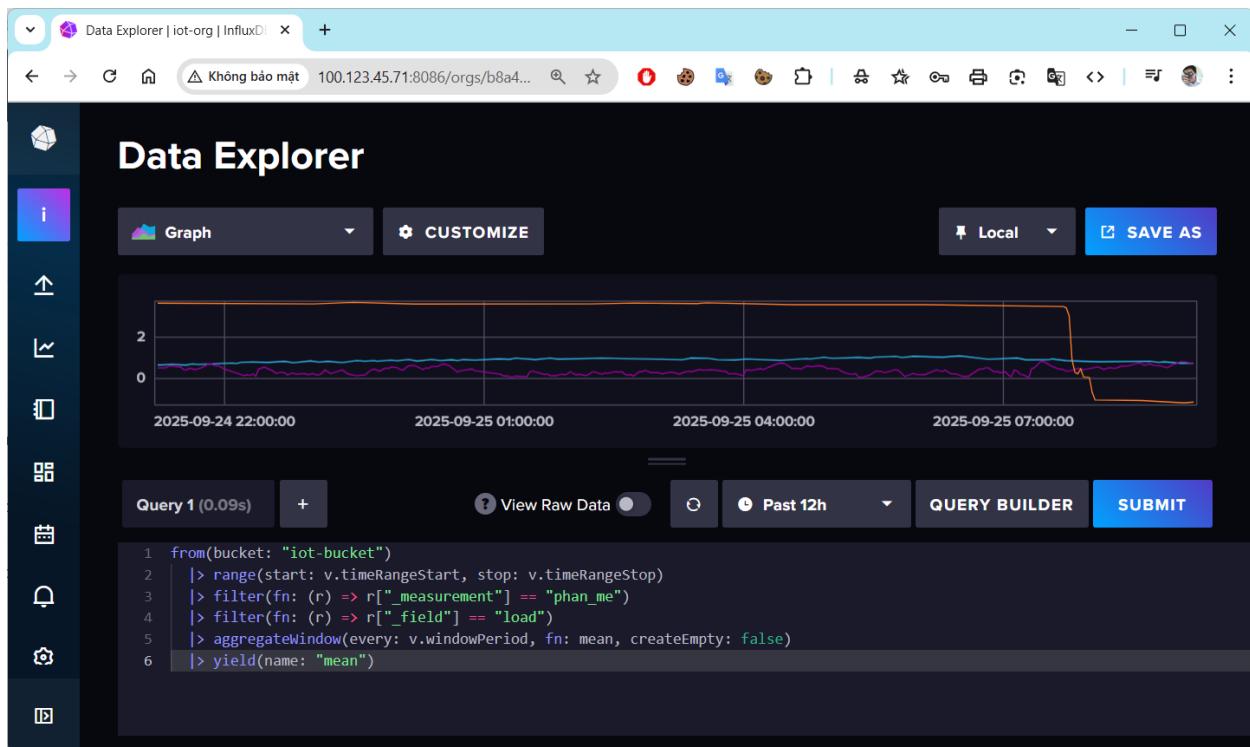 Data Explorer | iot-org | InfluxD
Không bảo mật
100.123.45.71:8086/orgs/b8a4...
i
Data Explorer
Graph
CUSTOMIZE
Local
SAVE AS
2
0
2025-09-24 22:00:00
2025-09-25 01:00:00
2025-09-25 04:00:00
2025-09-25 07:00:00
Query 1 (0.09s)
+
? View Raw Data
Past 12h
QUERY BUILDER
SUBMIT
1 from(bucket: "iot-bucket")
2 |> range(start: v.timeRangeStart, stop: v.timeRangeStop)
3 |> filter(fn: (r) => r["_measurement"] == "phan_me")
4 |> filter(fn: (r) => r["_field"] == "load")
5 |> aggregateWindow(every: v.windowPeriod, fn: mean, createEmpty: false)
6 |> yield(name: "mean")